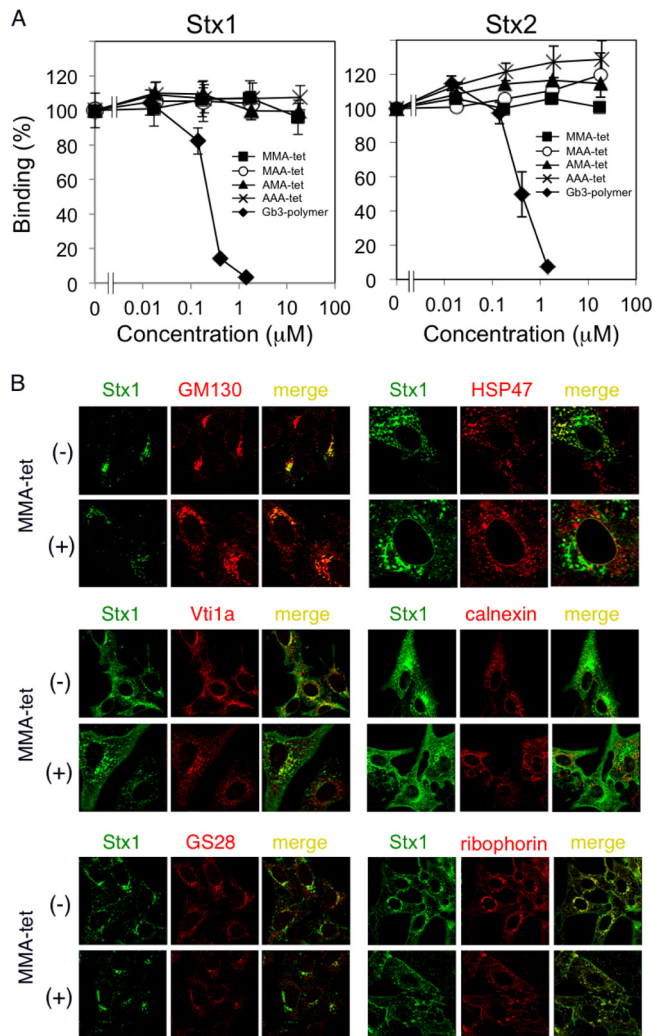 A
Stx1
Stx2
120
100
80
60
40
20
0
Binding (%)
MMA-tet
MAA-tet
AMA-tet
AAA-tet
Gb3-polymer
0 0.01 0.1 1 10 100
Concentration (μM)
120
100
80
60
40
20
0
MMA-tet
MAA-tet
AMA-tet
AAA-tet
Gb3-polymer
0 0.01 0.1 1 10 100
Concentration (μM)
B
Stx1 GM130 merge Stx1 HSP47 merge
MMA-tet
(-)
(+)
Stx1 Vti1a merge Stx1 calnexin merge
MMA-tet
(-)
(+)
Stx1 GS28 merge Stx1 ribophorin merge
MMA-tet
(-)
(+)